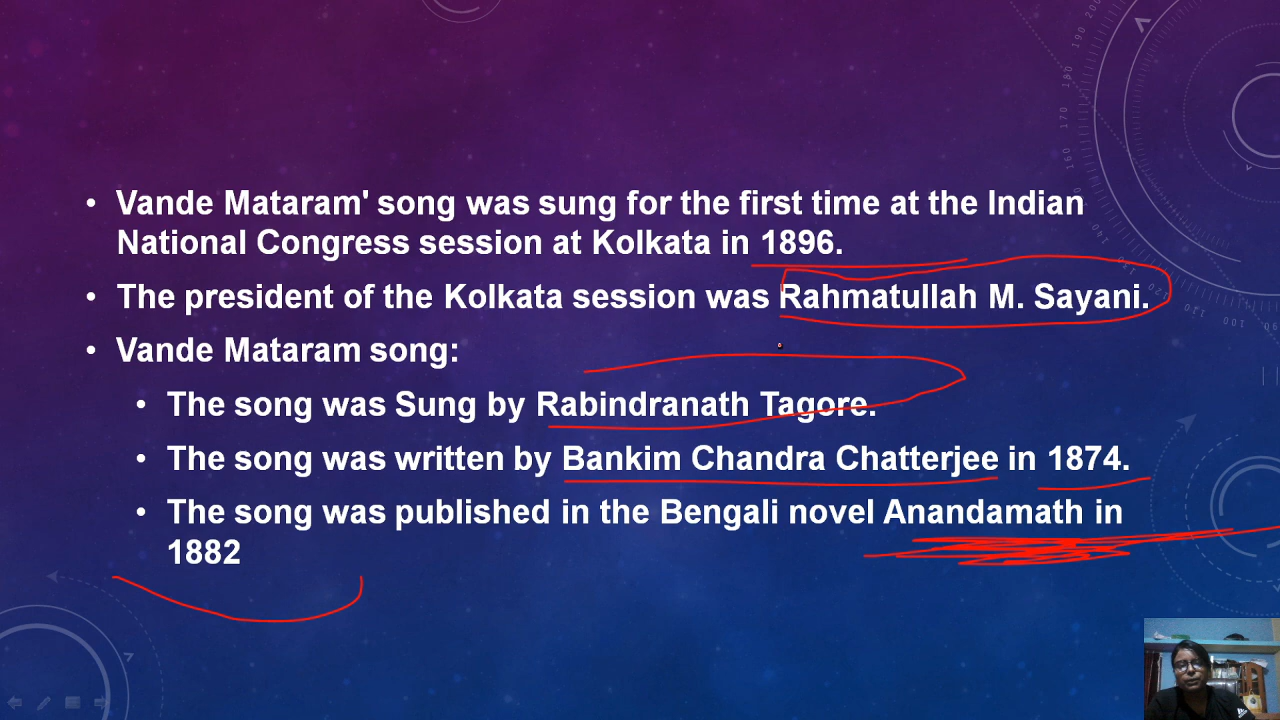 Vande Mataram' song was sung for the first time at the Indian
National Congress session at Kolkata in 1896.
The president of the Kolkata session was Rahmatullah M. Sayani.
Vande Mataram song:
The song was Sung by Rabindranath Tagore.
The song was written by Bankim Chandra Chatterjee in 1874.
The song was published in the Bengali novel Anandamath in
1882